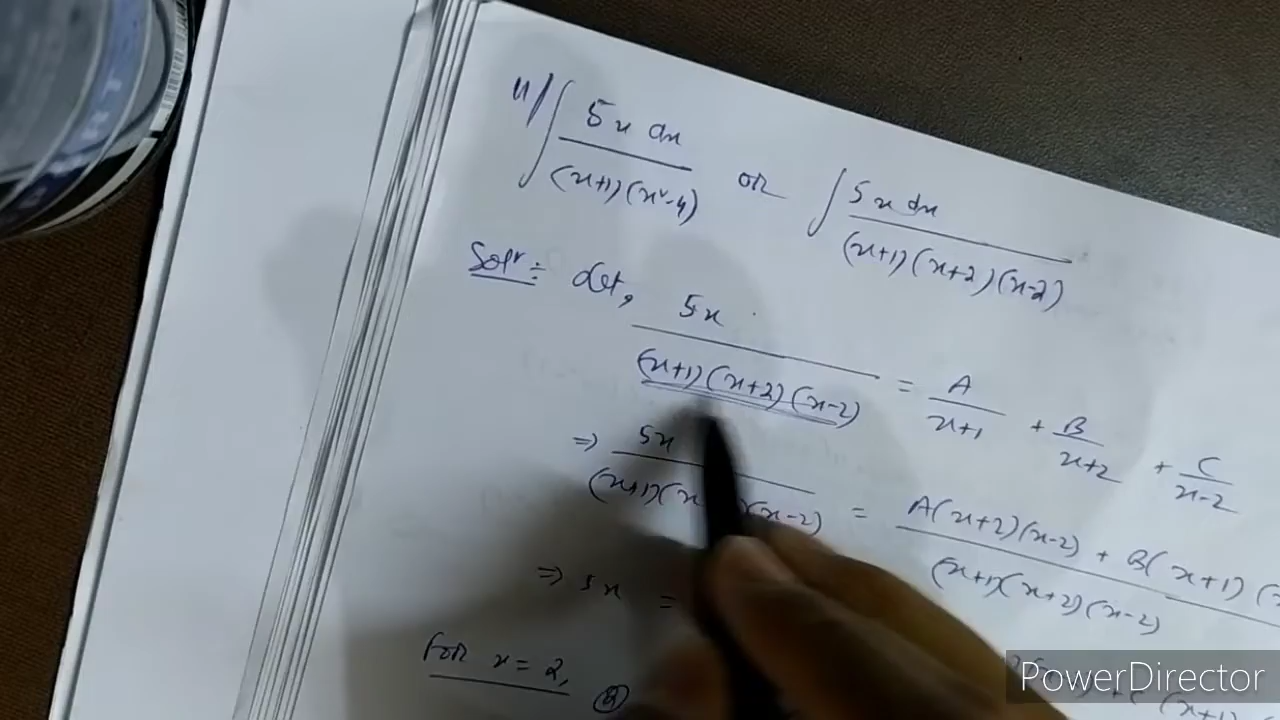 11/ ∫ 5x dx / (x+1)(x²-4) or ∫ 5x dx / (x+1)(x+2)(x-2)
Solⁿ:- Let, 5x / (x+1)(x+2)(x-2) = A / x+1 + B / x+2 + C / x-2
⇒ 5x / (x+1)(x (x-2) = A(x+2)(x-2) + B(x+1)( / (x+1)(x+2)(x-2)
⇒ 5x =
For x = 2,
PowerDirector